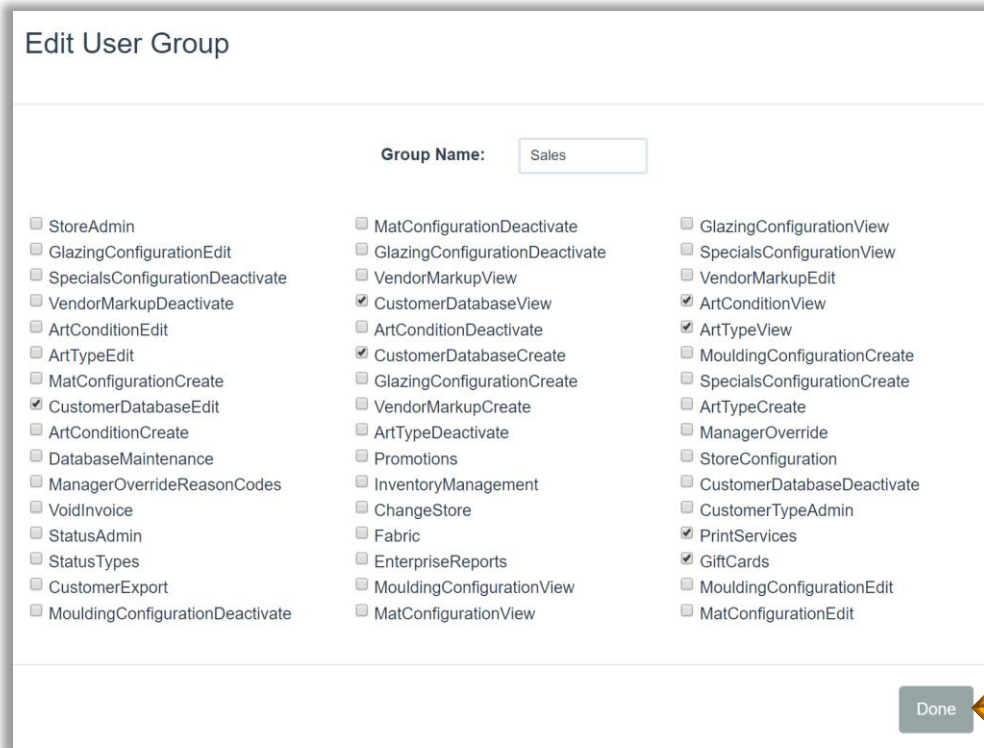 Edit User Group
Group Name: Sales
StoreAdmin MatConfigurationDeactivate GlazingConfigurationView
GlazingConfigurationEdit GlazingConfigurationDeactivate SpecialsConfigurationView
SpecialsConfigurationDeactivate VendorMarkupView VendorMarkupEdit
VendorMarkupDeactivate CustomerDatabaseView ArtConditionView
ArtConditionEdit ArtConditionDeactivate ArtTypeView
ArtTypeEdit CustomerDatabaseCreate MouldingConfigurationCreate
MatConfigurationCreate GlazingConfigurationCreate SpecialsConfigurationCreate
CustomerDatabaseEdit VendorMarkupCreate ArtTypeCreate
ArtConditionCreate ArtTypeDeactivate ManagerOverride
DatabaseMaintenance Promotions StoreConfiguration
ManagerOverrideReasonCodes InventoryManagement CustomerDatabaseDeactivate
VoidInvoice ChangeStore CustomerTypeAdmin
StatusAdmin Fabric PrintServices
StatusTypes EnterpriseReports GiftCards
CustomerExport MouldingConfigurationView MouldingConfigurationEdit
MouldingConfigurationDeactivate MatConfigurationView MatConfigurationEdit
Done